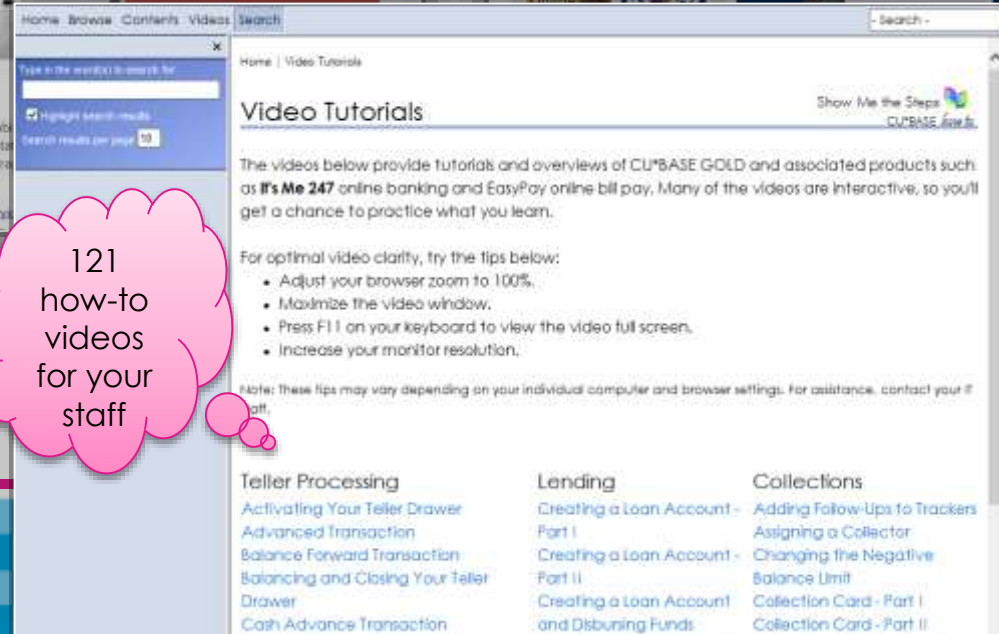 Home Browse Contents Videos Search
- Search -
Type in the word(s) to search for
Highlight search results
Search results per page 10
121
how-to
videos
for your
staff
Home | Video Tutorials
Show Me the Steps
Video Tutorials
CU*BASE
The videos below provide tutorials and overviews of CU*BASE GOLD and associated products such
as It's Me 247 online banking and EasyPay online bill pay. Many of the videos are interactive, so you'll
get a chance to practice what you learn.
For optimal video clarity, try the tips below:
• Adjust your browser zoom to 100%.
• Maximize the video window.
• Press F11 on your keyboard to view the video full screen.
• Increase your monitor resolution.
Note: These tips may vary depending on your individual computer and browser settings. For assistance, contact your IT
Teller Processing
Activating Your Teller Drawer
Advanced Transaction
Balance Forward Transaction
Balancing and Closing Your Teller
Drawer
Cash Advance Transaction
Lending
Creating a Loan Account -
Part I
Creating a Loan Account -
Part II
Creating a Loan Account
and Disbursing Funds
Collections
Adding Follow-Ups to Trackers
Assigning a Collector
Changing the Negative
Balance Limit
Collection Card - Part I
Collection Card - Part II